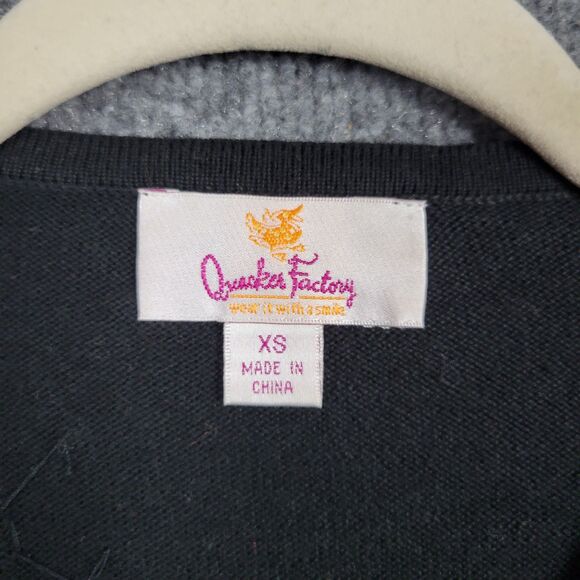 Quacker Factory
wear it with a smile
XS
MADE IN
CHINA